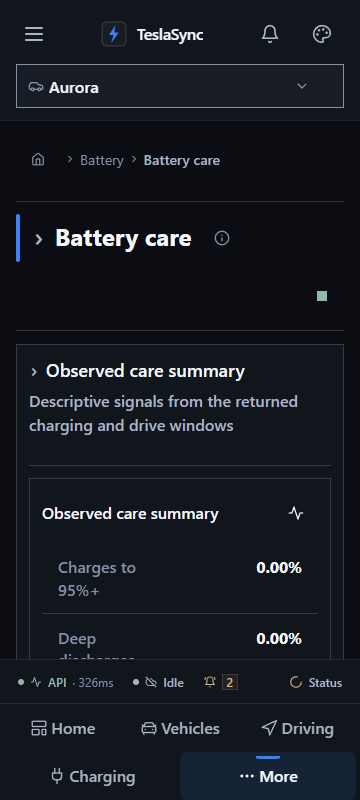 TeslaSync
Aurora
Battery
Battery care
Battery care
Observed care summary
Descriptive signals from the returned
charging and drive windows
Observed care summary
Charges to
95%+
0.00%
Deep
discharges
0.00%
API · 326ms
Idle
2
Status
Home
Vehicles
Driving
Charging
More